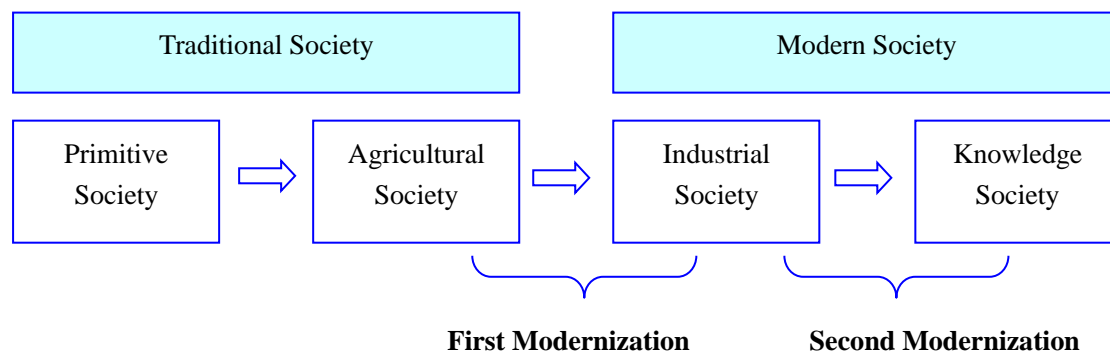 Traditional Society
Modern Society
Primitive
Society
Agricultural
Society
Industrial
Society
Knowledge
Society
First Modernization
Second Modernization